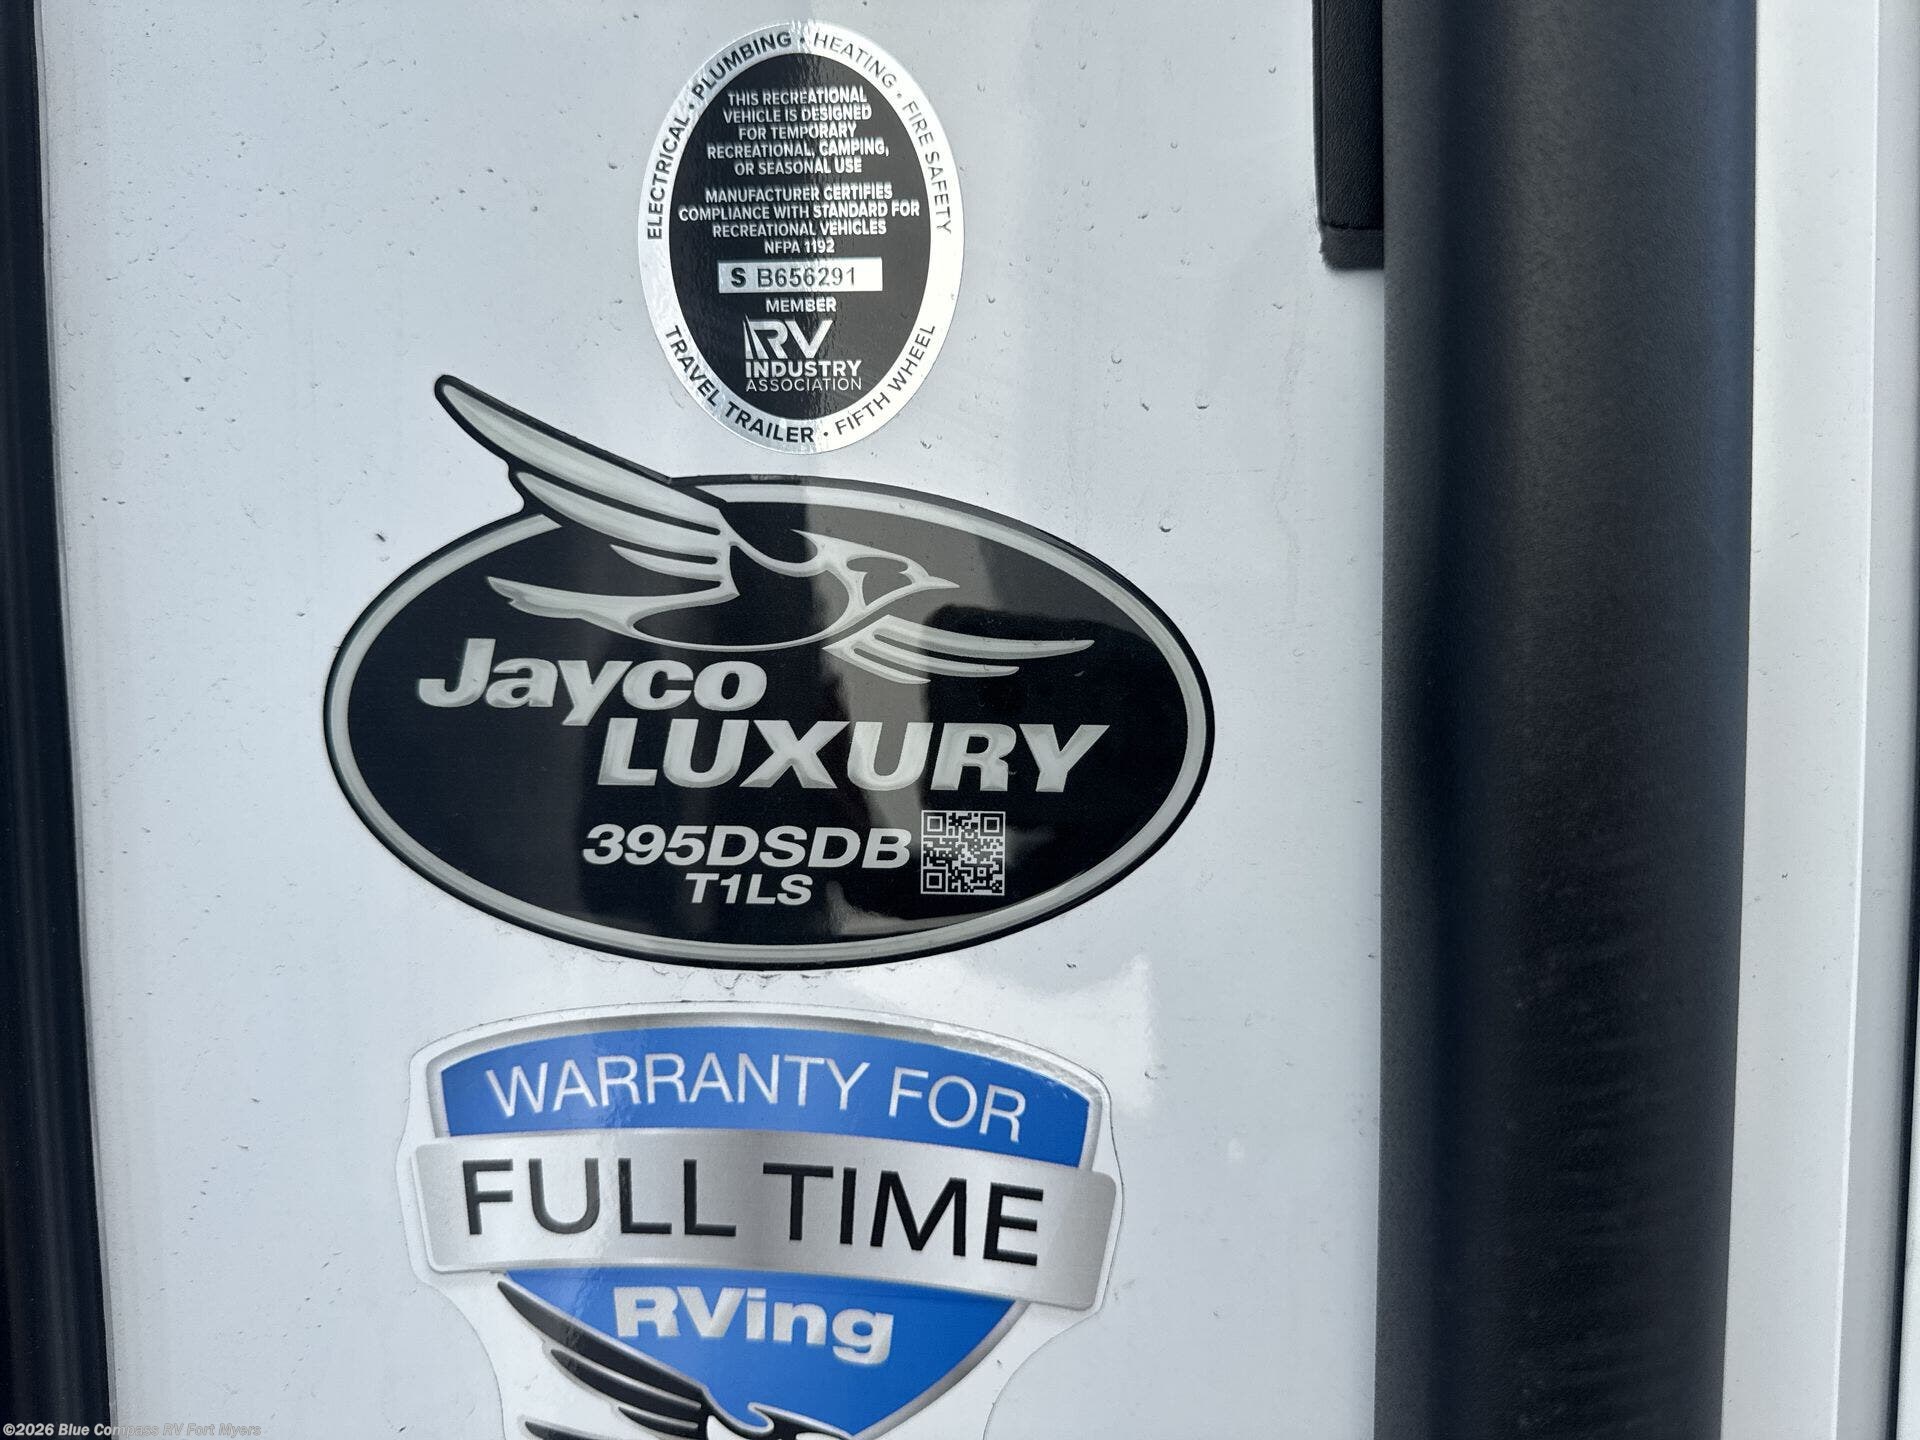 ELECTRICAL • PLUMBING • HEATING • FIRE SAFETY
THIS RECREATIONAL
VEHICLE IS DESIGNED
FOR TEMPORARY
RECREATIONAL, CAMPING,
OR SEASONAL USE
MANUFACTURER CERTIFIES
COMPLIANCE WITH STANDARD FOR
RECREATIONAL VEHICLES
NFPA 1192
S B656291
MEMBER
RV
INDUSTRY
ASSOCIATION
TRAVEL TRAILER • FIFTH WHEEL
Jayco
LUXURY
395DSDB
T1LS
WARRANTY FOR
FULL TIME
RVing
©2026 Blue Compass RV Fort Myers